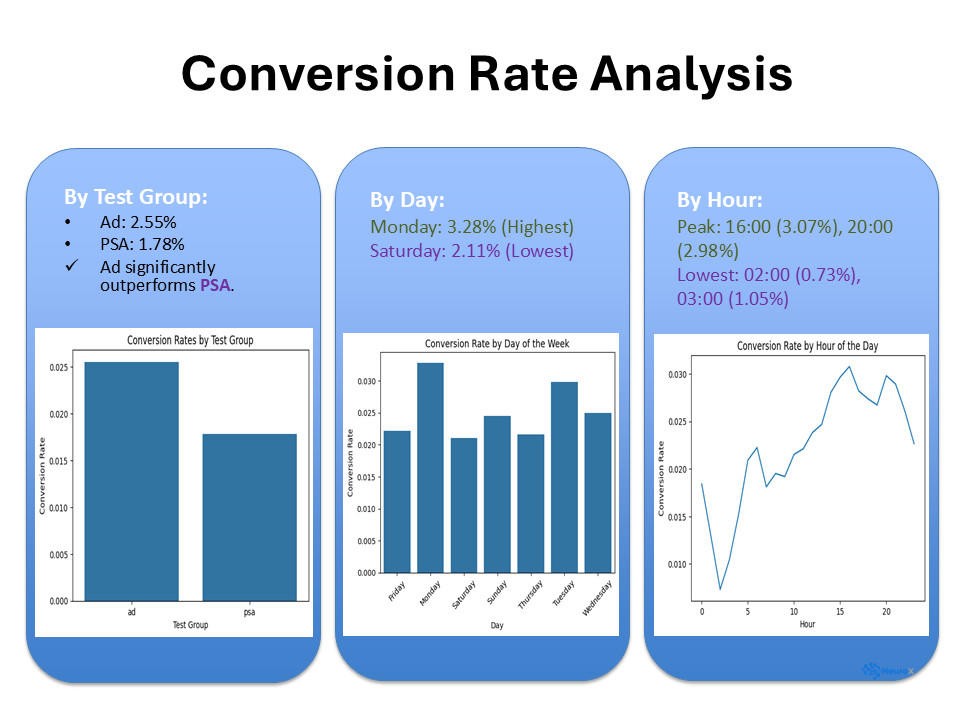 Conversion Rate Analysis
By Test Group:
• Ad: 2.55%
• PSA: 1.78%
✓ Ad significantly
outperforms PSA.
Conversion Rates by Test Group
Conversion Rate
0.025
0.020
0.015
0.010
0.005
0.000
ad psa
Test Group
By Day:
Monday: 3.28% (Highest)
Saturday: 2.11% (Lowest)
Conversion Rate by Day of the Week
Conversion Rate
0.030
0.025
0.020
0.015
0.010
0.005
0.000
Friday Monday Saturday Sunday Thursday Tuesday Wednesday
Day
By Hour:
Peak: 16:00 (3.07%), 20:00
(2.98%)
Lowest: 02:00 (0.73%),
03:00 (1.05%)
Conversion Rate by Hour of the Day
Conversion Rate
0.030
0.025
0.020
0.015
0.010
0 5 10 15 20
Hour